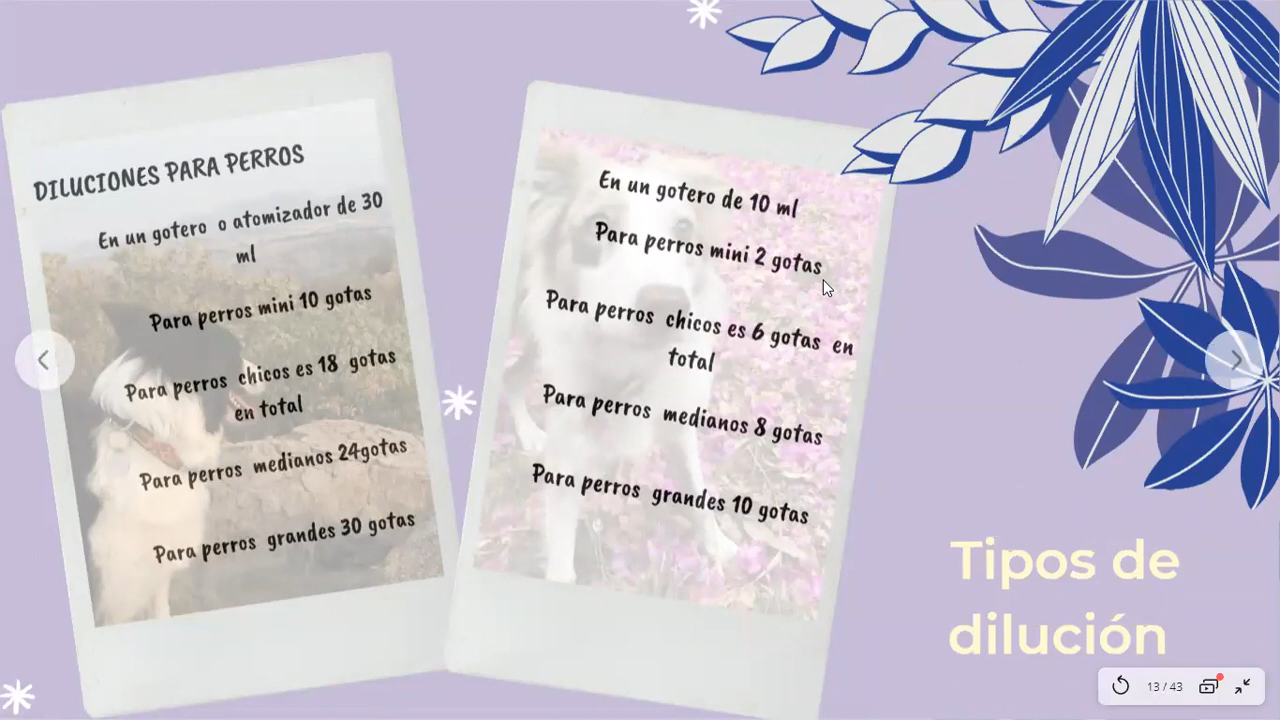 DILUCIONES PARA PERROS
En un gotero o atomizador de 30
ml
Para perros mini 10 gotas
Para perros chicos es 18 gotas
en total
Para perros medianos 24gotas
Para perros grandes 30 gotas
En un gotero de 10 ml
Para perros mini 2 gotas
Para perros chicos es 6 gotas en
total
Para perros medianos 8 gotas
Para perros grandes 10 gotas
Tipos de
dilución
13 / 43